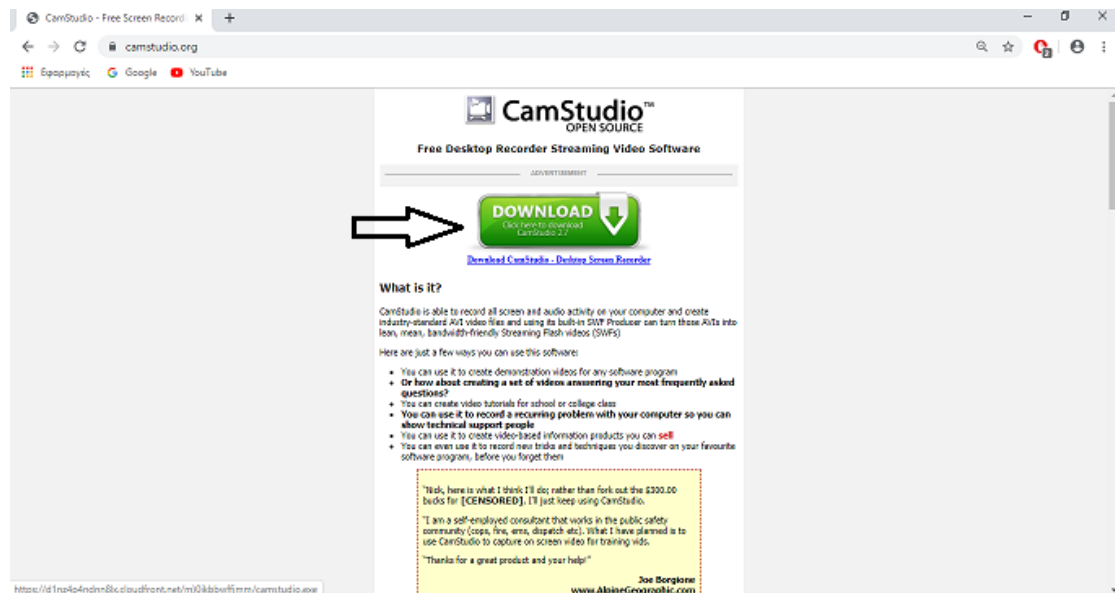 CamStudio - Free Screen Record
camstudio.org
Εφαρμογές Google YouTube
CamStudio™
OPEN SOURCE
Free Desktop Recorder Streaming Video Software
ADVERTISEMENT
DOWNLOAD
Click here to download
CamStudio 2.7
Download CamStudio - Desktop Screen Recorder
What is it?
CamStudio is able to record all screen and audio activity on your computer and create
industry-standard AVI video files and using its built-in SWF Producer can turn those AVIs into
lean, mean, bandwidth-friendly Streaming Flash videos (SWFs)
Here are just a few ways you can use this software:
You can use it to create demonstration videos for any software program
Or how about creating a set of videos answering your most frequently asked
questions?
You can create video tutorials for school or college class
You can use it to record a recurring problem with your computer so you can
show technical support people
You can use it to create video-based information products you can sell
You can even use it to record new tricks and techniques you discover on your favourite
software program, before you forget them
"Nick, here is what I think I'll do; rather than fork out the $300.00
bucks for [CENSORED], I'll just keep using CamStudio.
"I am a self-employed consultant that works in the public safety
community (cops, fire, ems, dispatch etc). What I have planned is to
use CamStudio to capture on screen video for training vids.
"Thanks for a great product and your help!"
Joe Borgione
www.AlpineGeographic.com